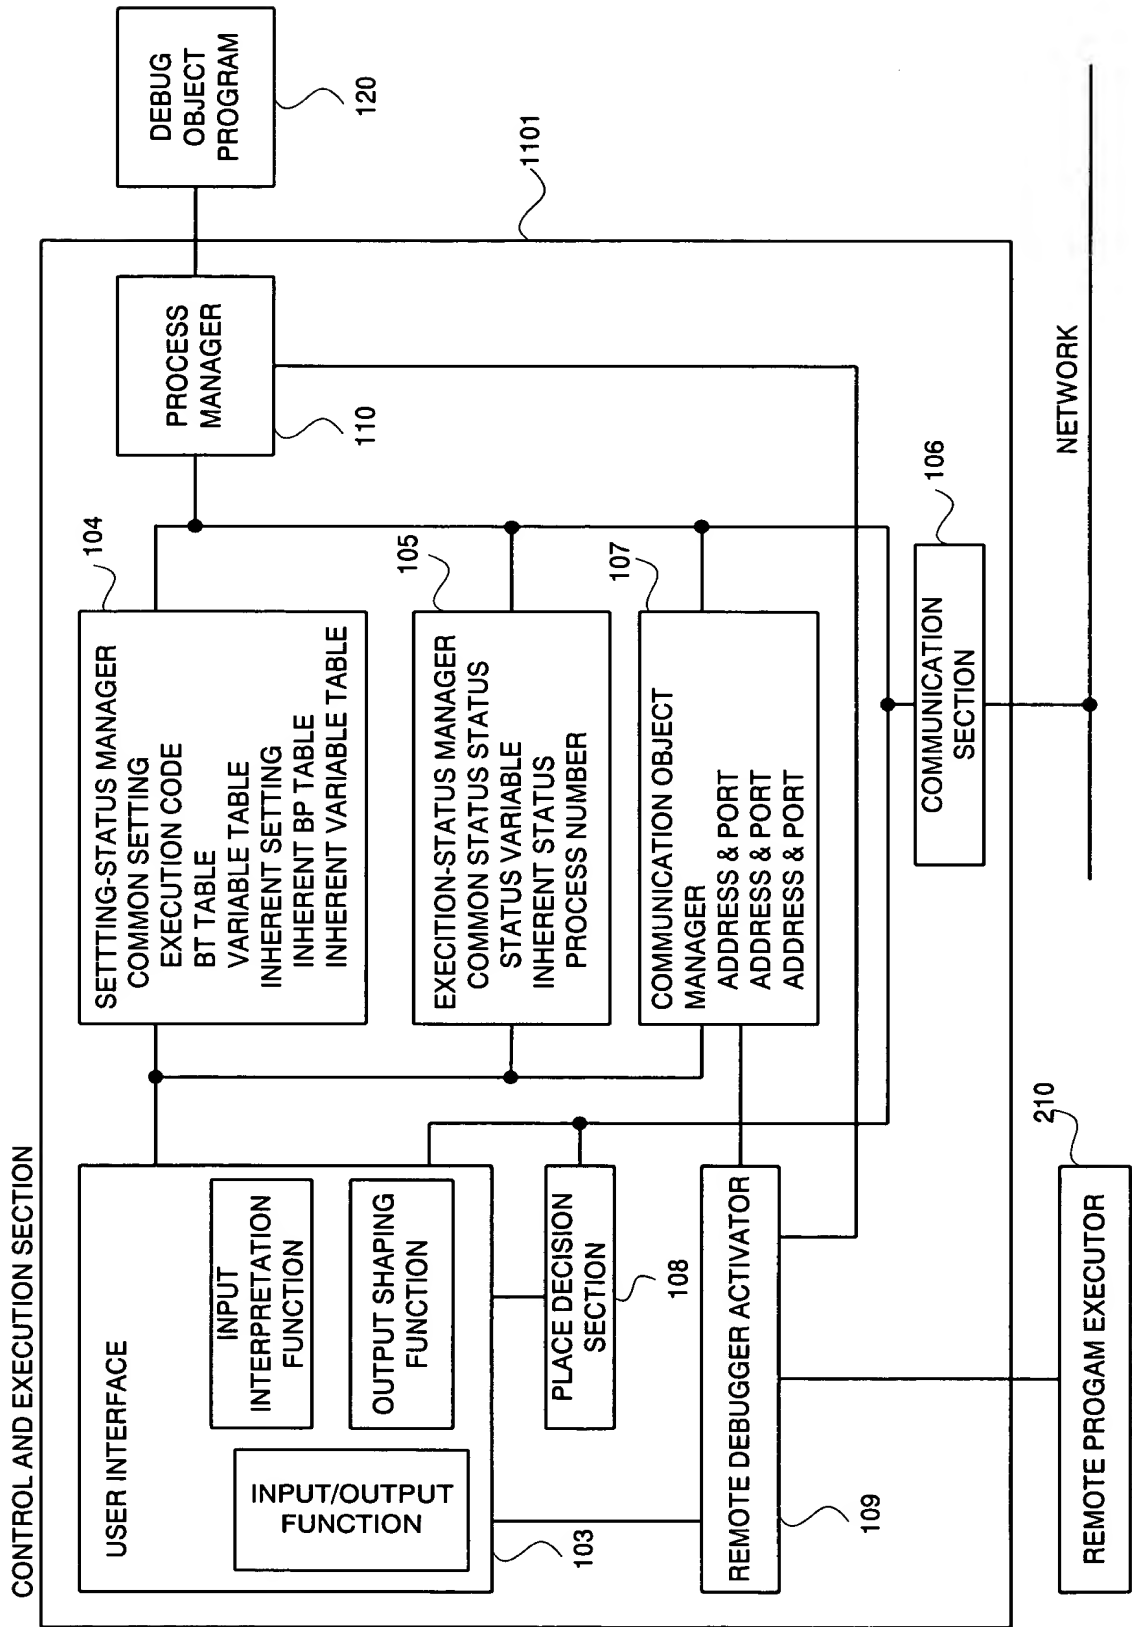 CONTROL AND EXECUTION SECTION
1101
USER INTERFACE
INPUT
INTERPRETATION
FUNCTION
OUTPUT SHAPING
FUNCTION
INPUT/OUTPUT
FUNCTION
103
SETTTING-STATUS MANAGER
COMMON SETTING
EXECUTION CODE
BT TABLE
VARIABLE TABLE
INHERENT SETTING
INHERENT BP TABLE
INHERENT VARIABLE TABLE
104
PROCESS
MANAGER
110
DEBUG
OBJECT
PROGRAM
120
EXECITION-STATUS MANAGER
COMMON STATUS STATUS
STATUS VARIABLE
INHERENT STATUS
PROCESS NUMBER
105
PLACE DECISION
SECTION
108
COMMUNICATION OBJECT
MANAGER
ADDRESS & PORT
ADDRESS & PORT
ADDRESS & PORT
107
REMOTE DEBUGGER ACTIVATOR
109
COMMUNICATION
SECTION
106
REMOTE PROGAM EXECUTOR
210
NETWORK